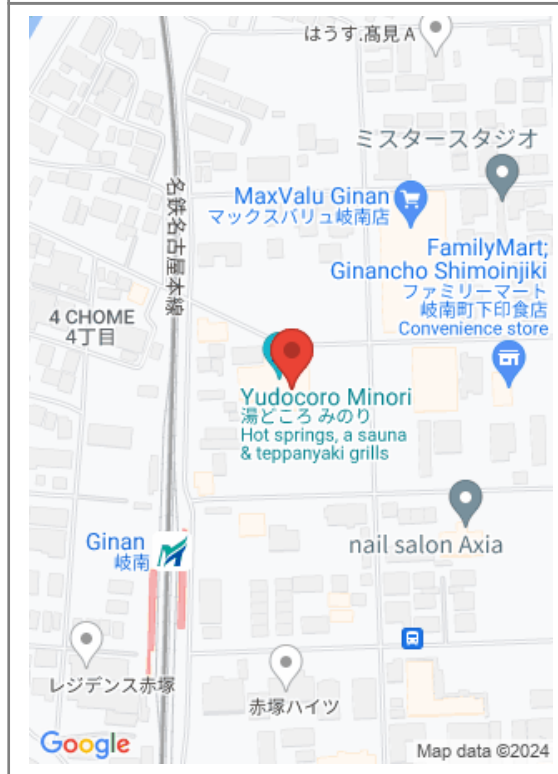 はうす.髙見 A
ミスタースタジオ
MaxValu Ginan
マックスバリュ岐南店
名鉄名古屋本線
FamilyMart;
Ginancho Shimoinjiki
ファミリーマート
岐南町下印食店
Convenience store
4 CHOME
4丁目
Yudocoro Minori
湯どころ みのり
Hot springs, a sauna
& teppanyaki grills
Ginan
岐南
nail salon Axia
レジデンス赤塚
赤塚ハイツ
Google
Map data ©2024